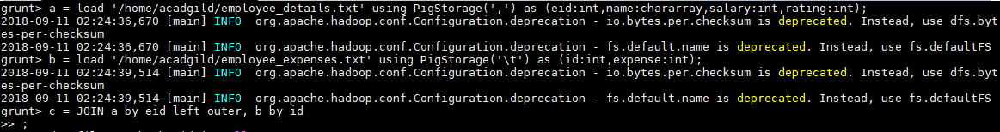 grunt> a = load '/home/acadgild/employee_details.txt' using PigStorage(',') as (eid:int,name:chararray,salary:int,rating:int);
2018-09-11 02:24:36,670 [main] INFO  org.apache.hadoop.conf.Configuration.deprecation - io.bytes.per.checksum is deprecated. Instead, use dfs.byt
es-per-checksum
2018-09-11 02:24:36,670 [main] INFO  org.apache.hadoop.conf.Configuration.deprecation - fs.default.name is deprecated. Instead, use fs.defaultFS
grunt> b = load '/home/acadgild/employee_expenses.txt' using PigStorage('\t') as (id:int,expense:int);
2018-09-11 02:24:39,514 [main] INFO  org.apache.hadoop.conf.Configuration.deprecation - io.bytes.per.checksum is deprecated. Instead, use dfs.byt
es-per-checksum
2018-09-11 02:24:39,514 [main] INFO  org.apache.hadoop.conf.Configuration.deprecation - fs.default.name is deprecated. Instead, use fs.defaultFS
grunt> c = JOIN a by eid left outer, b by id
>> ;